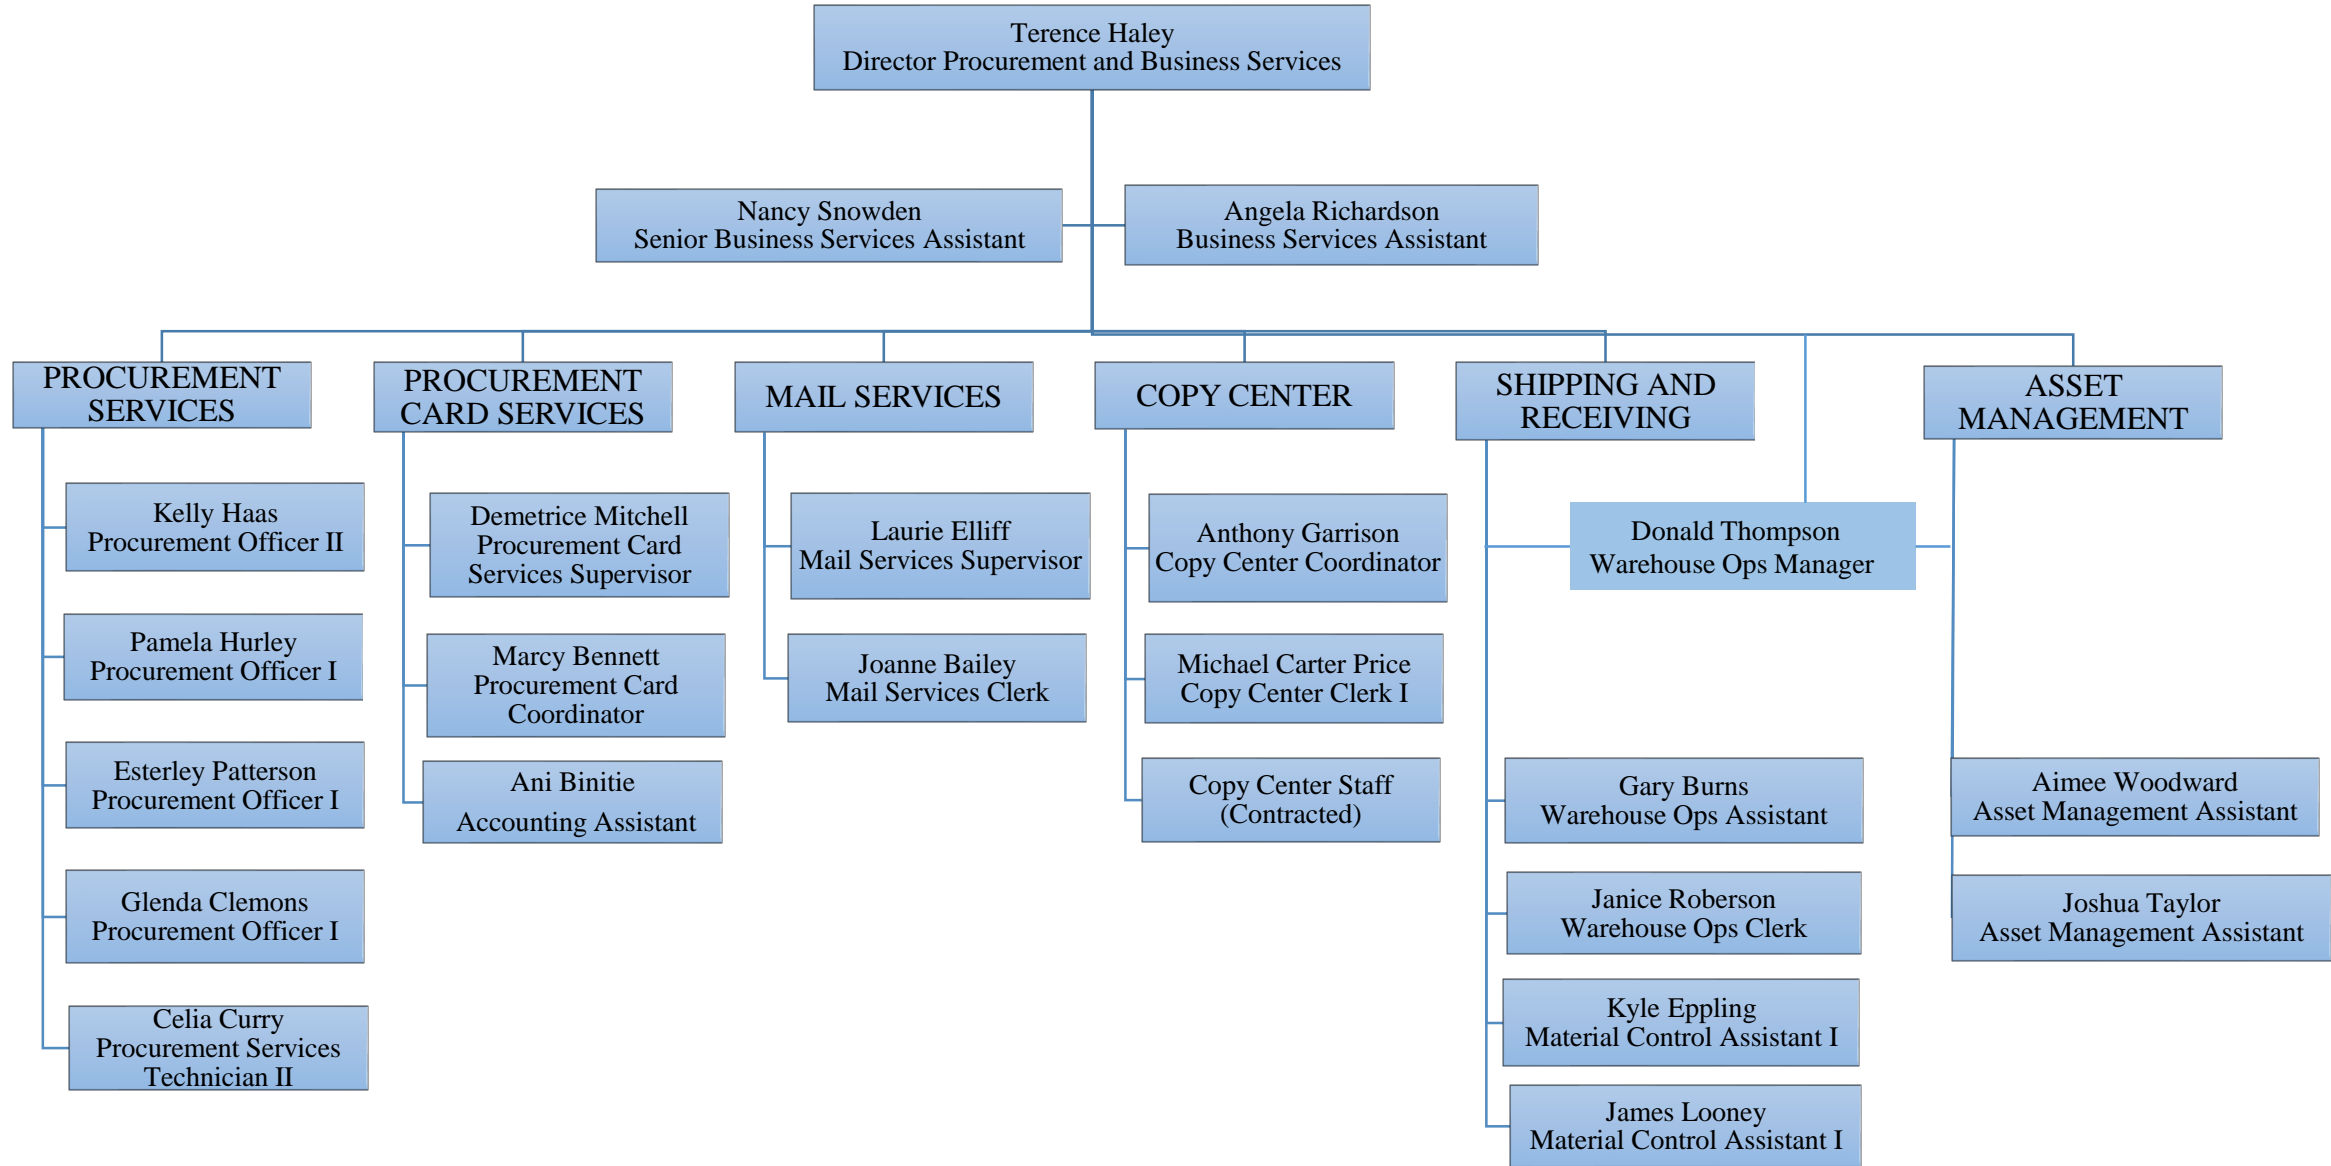 Terence Haley
Director Procurement and Business Services
Nancy Snowden
Senior Business Services Assistant
Angela Richardson
Business Services Assistant
PROCUREMENT
SERVICES
Kelly Haas
Procurement Officer II
Pamela Hurley
Procurement Officer I
Esterley Patterson
Procurement Officer I
Glenda Clemons
Procurement Officer I
Celia Curry
Procurement Services
Technician II
PROCUREMENT
CARD SERVICES
Demetrice Mitchell
Procurement Card
Services Supervisor
Marcy Bennett
Procurement Card
Coordinator
Ani Binitie
Accounting Assistant
MAIL SERVICES
Laurie Elliff
Mail Services Supervisor
Joanne Bailey
Mail Services Clerk
COPY CENTER
Anthony Garrison
Copy Center Coordinator
Michael Carter Price
Copy Center Clerk I
Copy Center Staff
(Contracted)
SHIPPING AND
RECEIVING
Donald Thompson
Warehouse Ops Manager
Gary Burns
Warehouse Ops Assistant
Janice Roberson
Warehouse Ops Clerk
Kyle Eppling
Material Control Assistant I
James Looney
Material Control Assistant I
ASSET
MANAGEMENT
Aimee Woodward
Asset Management Assistant
Joshua Taylor
Asset Management Assistant